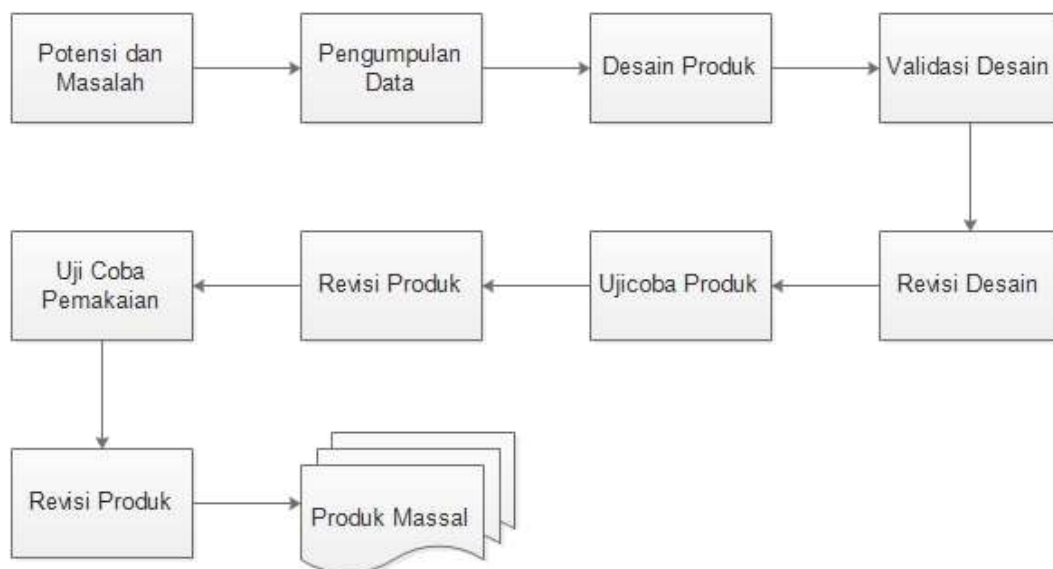 Potensi dan
Masalah
Pengumpulan
Data
Desain Produk
Validasi Desain
Revisi Desain
Ujicoba Produk
Revisi Produk
Uji Coba
Pemakaian
Revisi Produk
Produk Massal